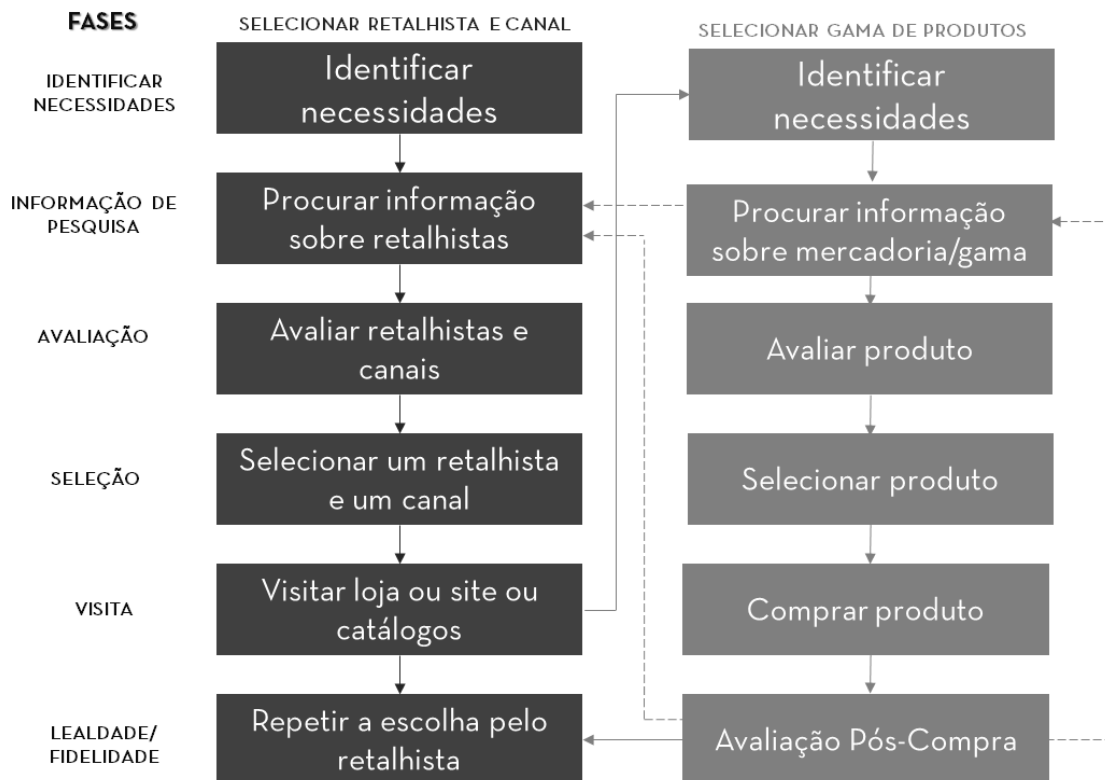 FASES
SELECIONAR RETALHISTA E CANAL
SELECIONAR GAMA DE PRODUTOS
IDENTIFICAR
NECESSIDADES
Identificar
necessidades
Identificar
necessidades
INFORMAÇÃO DE
PESQUISA
Procurar informação
sobre retalhistas
Procurar informação
sobre mercadoria/gama
AVALIAÇÃO
Avaliar retalhistas e
canais
Avaliar produto
SELEÇÃO
Selecionar um retalhista
e um canal
Selecionar produto
VISITA
Visitar loja ou site ou
catálogos
Comprar produto
LEALDADE/
FIDELIDADE
Repetir a escolha pelo
retalhista
Avaliação Pós-Compra